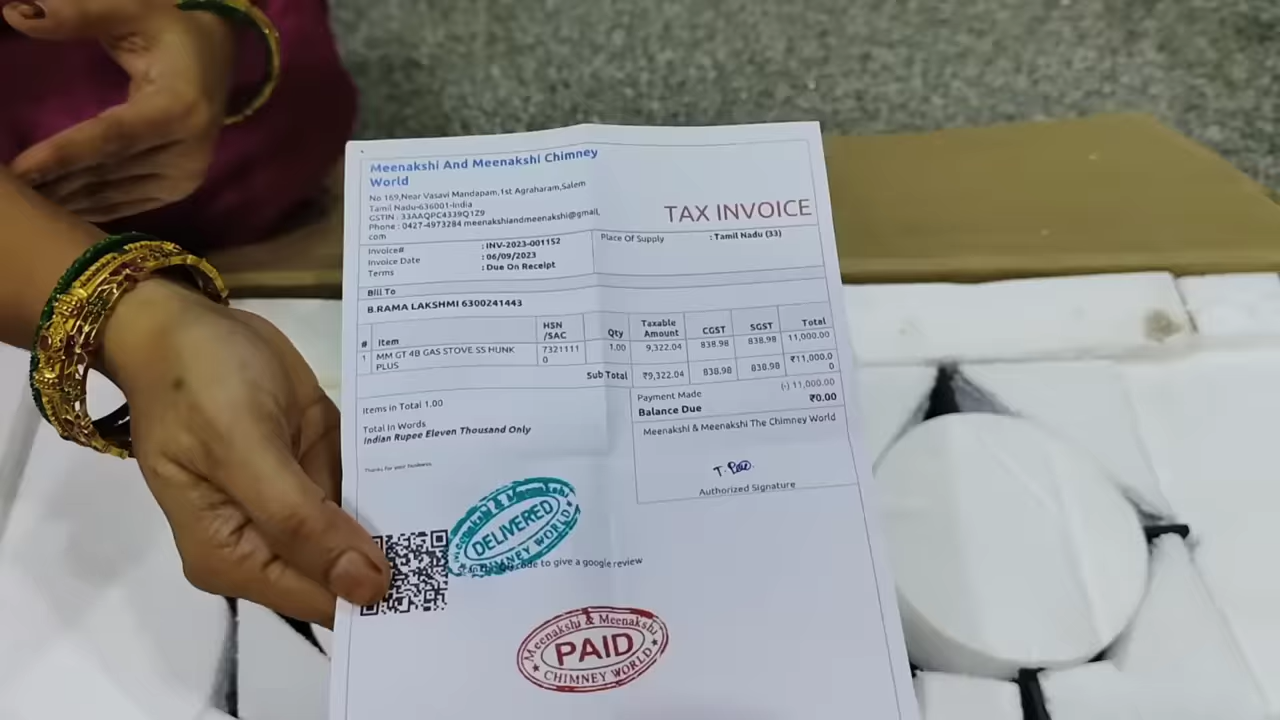 Meenakshi And Meenakshi Chimney
World
No 169,Near Vasavi Mandapam,1st Agraharam,Salem
Tamil Nadu-636001-India
GSTIN : 33AAQPC4339Q1Z9
Phone : 0427-4973284 meenakshiandmeenakshi@gmail.
com
TAX INVOICE
Invoice# : INV-2023-001152
Invoice Date : 06/09/2023
Terms : Due On Receipt
Place Of Supply : Tamil Nadu (33)
Bill To
B.RAMA LAKSHMI 6300241443
# Item HSN /SAC Qty Taxable Amount CGST SGST Total
1 MM GT 4B GAS STOVE SS HUNK PLUS 7321111 0 1.00 9,322.04 838.98 838.98 11,000.00
Sub Total ₹9,322.04 838.98 838.98 ₹11,000.0 0
Items in Total 1.00
Total In Words
Indian Rupee Eleven Thousand Only
Thanks for your business.
Payment Made (-) 11,000.00
Balance Due ₹0.00
Meenakshi & Meenakshi The Chimney World
Authorized Signature
Meenakshi & Meenakshi
DELIVERED
CHIMNEY WORLD
code to give a google review
Meenakshi & Meenakshi
PAID
CHIMNEY WORLD